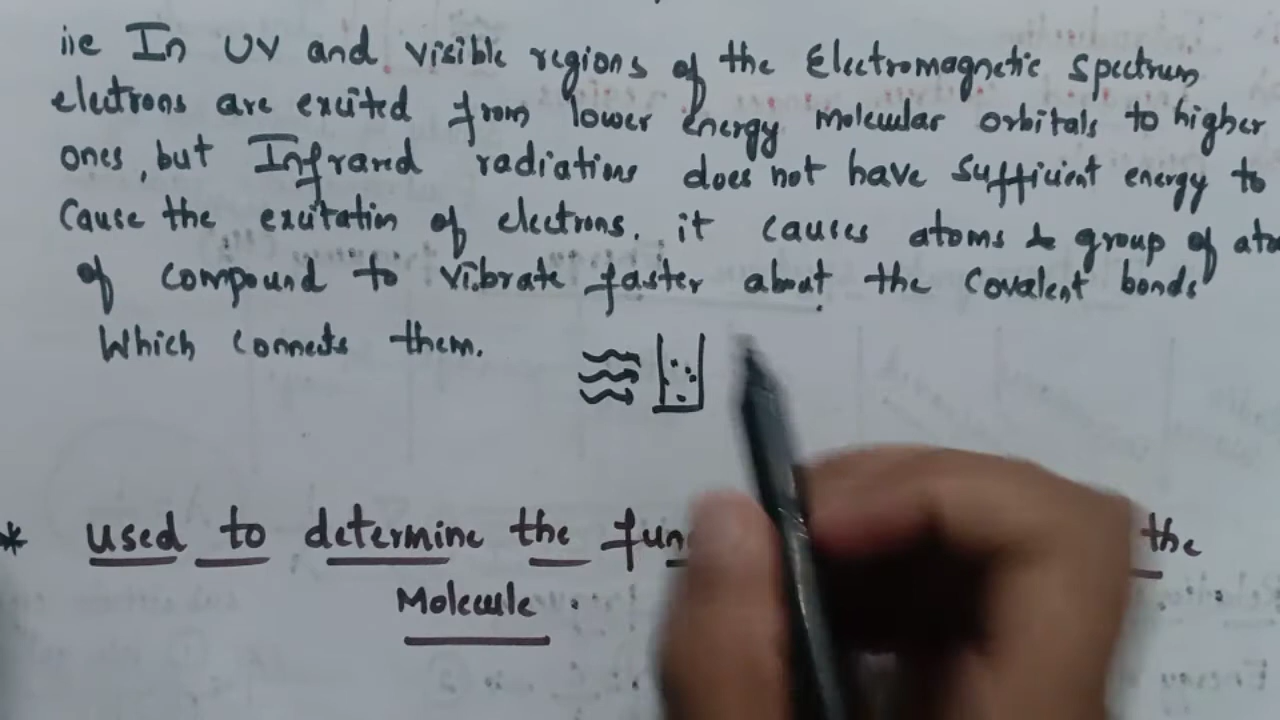 iie In UV and visible regions of the Electromagnetic spectrum
electrons are excited from lower energy molecular orbitals to higher
ones, but Infrared radiations does not have sufficient energy to
Cause the excitation of electrons. it causes atoms & group of
of compound to vibrate faster about the covalent bonds
Which connects them.
* used to determine the the
Molecule.